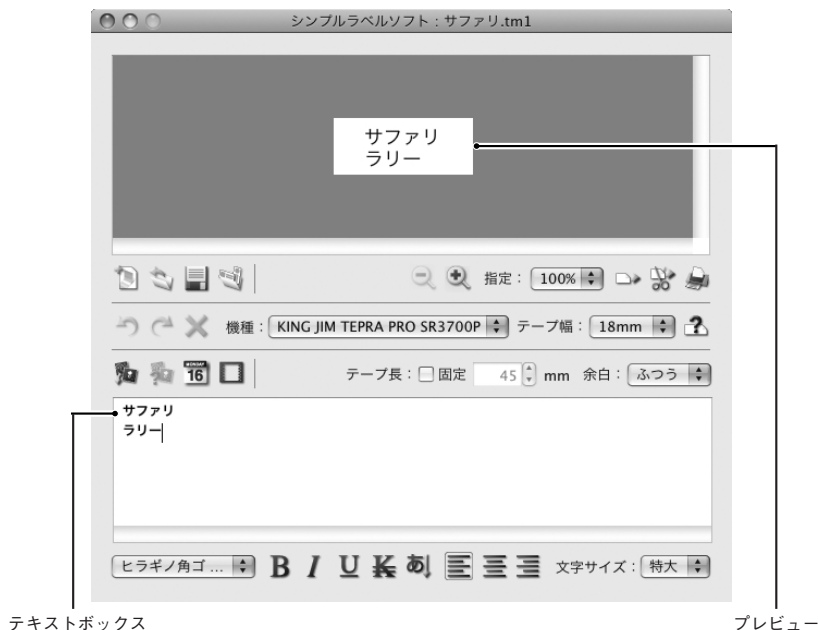 シンプルラベルソフト：サファリ.tm1
サファリ
ラリー
指定： 100%
機種： KING JIM TEPRA PRO SR3700P テープ幅： 18mm
16 テープ長： 固定 45 mm 余白： ふつう
サファリ
ラリー
ヒラギノ角ゴ ... B I U K あ 文字サイズ： 特大
テキストボックス プレビュー